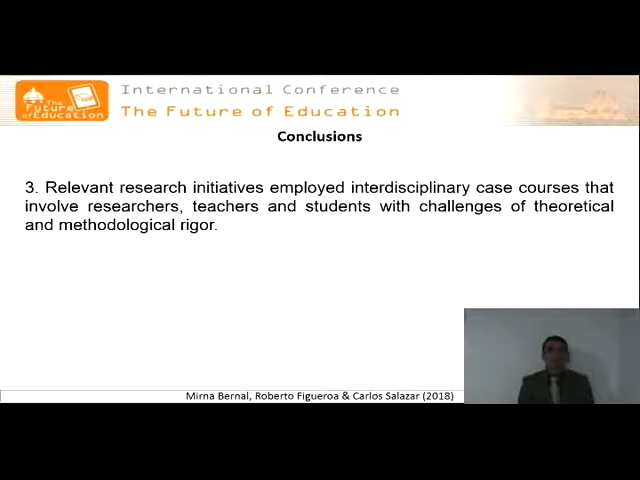 International Conference
The Future of Education
The
Future
of Education
Conclusions
3. Relevant research initiatives employed interdisciplinary case courses that
involve researchers, teachers and students with challenges of theoretical
and methodological rigor.
Mirna Bernal, Roberto Figueroa & Carlos Salazar (2018)